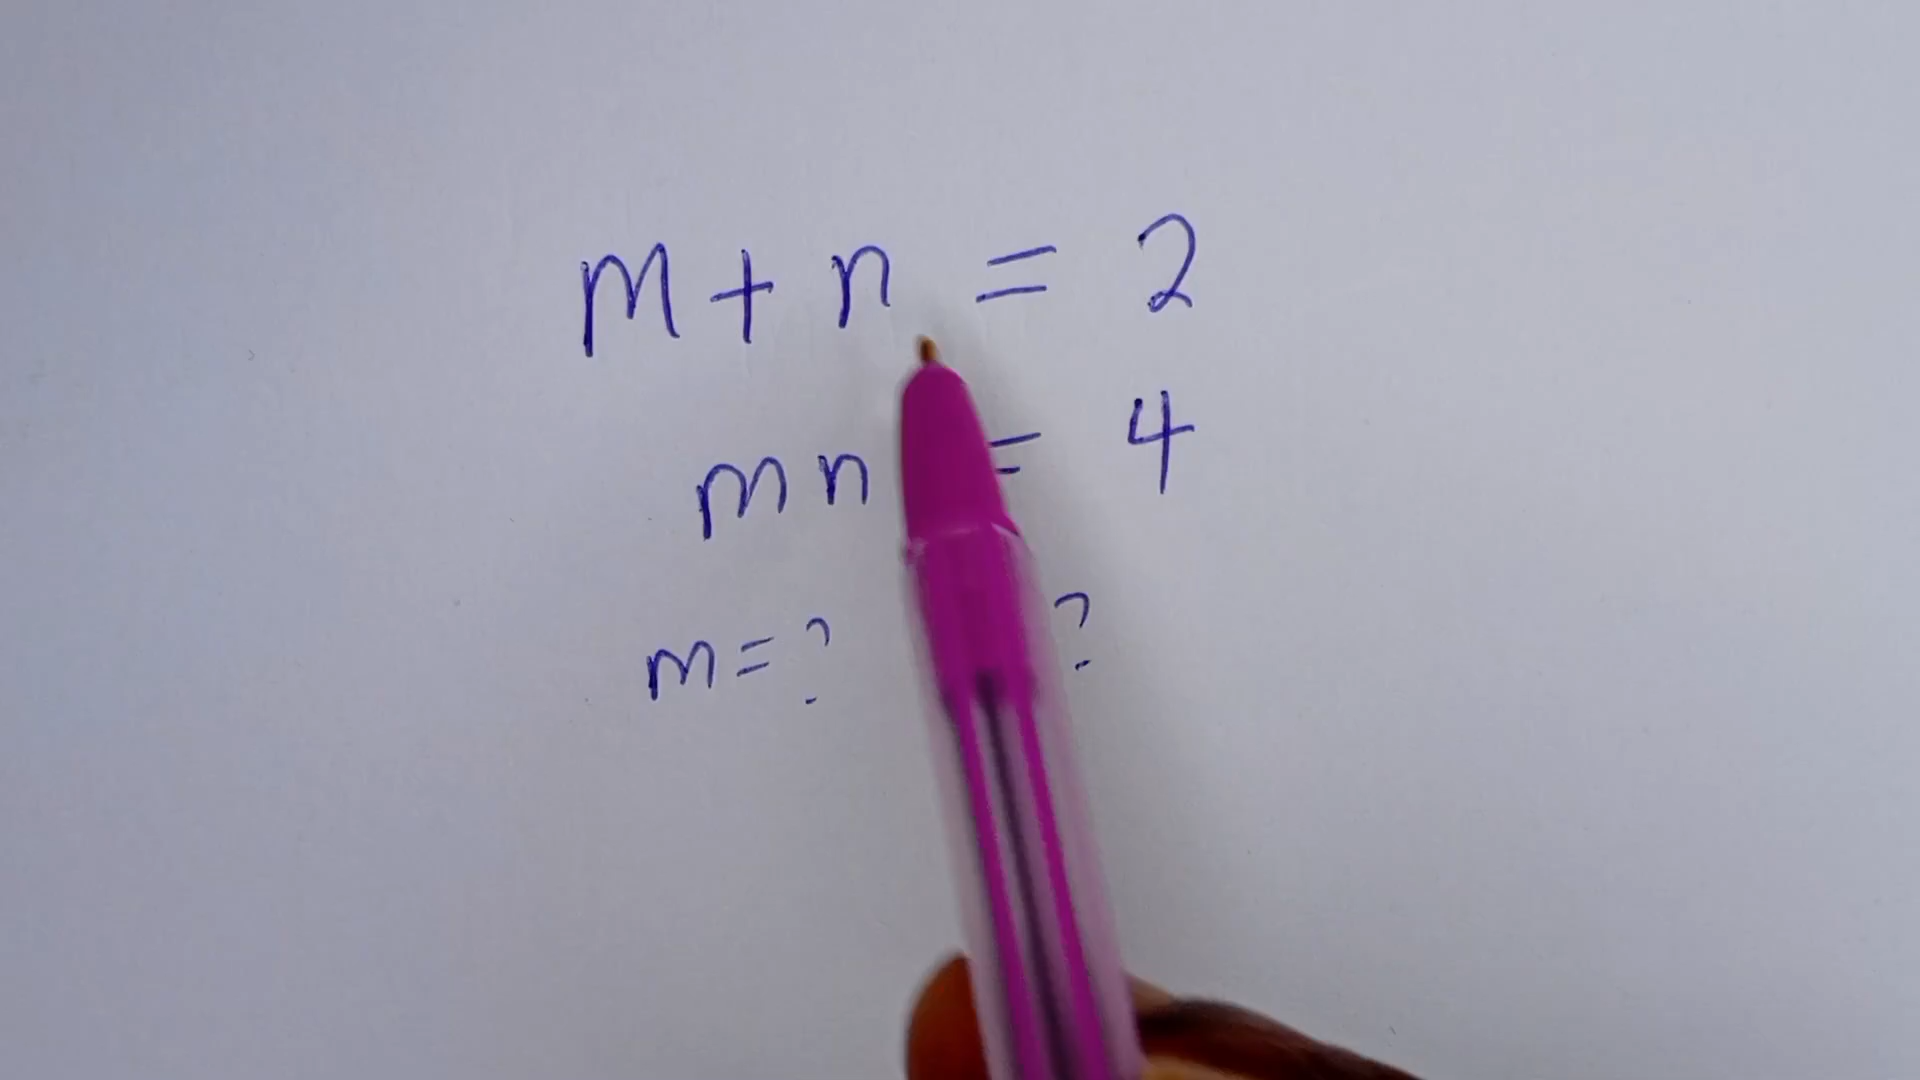 m + n = 2
mn = 4
m = ? ?